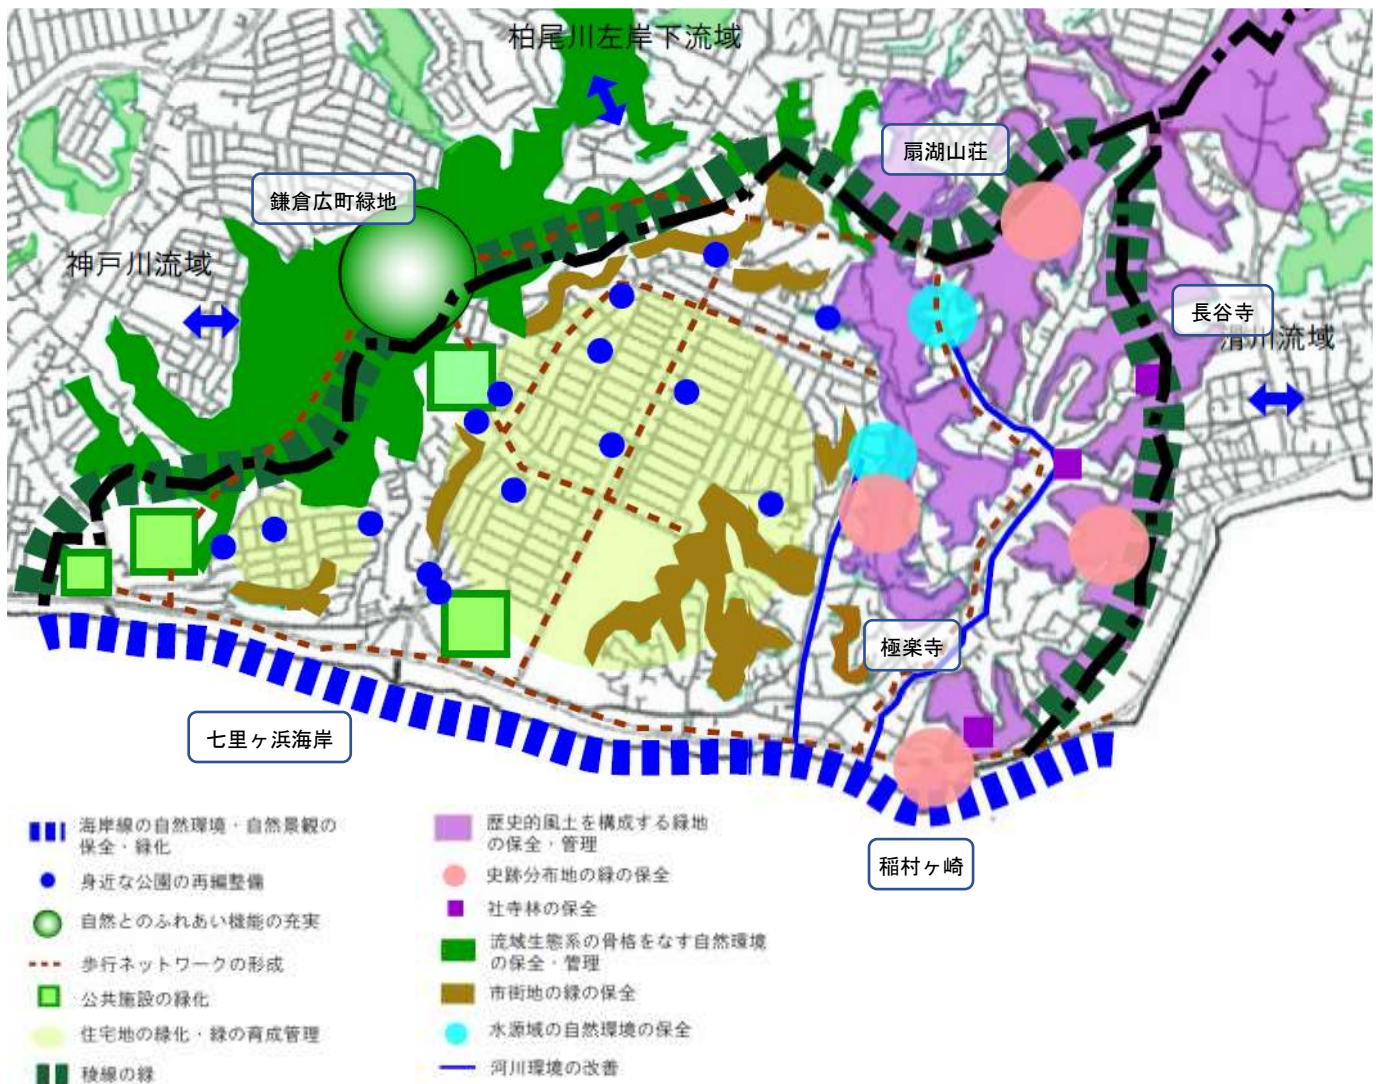 柏尾川左岸下流域
扇湖山荘
鎌倉広町緑地
神戸川流域
長谷寺
滑川流域
極楽寺
七里ヶ浜海岸
稲村ヶ崎
海岸線の自然環境・自然景観の
保全・緑化
身近な公園の再編整備
自然とのふれあい機能の充実
歩行ネットワークの形成
公共施設の緑化
住宅地の緑化・緑の育成管理
稜線の緑
歴史的風土を構成する緑地
の保全・管理
史跡分布地の緑の保全
社寺林の保全
流域生態系の骨格をなす自然環境
の保全・管理
市街地の緑の保全
水源域の自然環境の保全
河川環境の改善